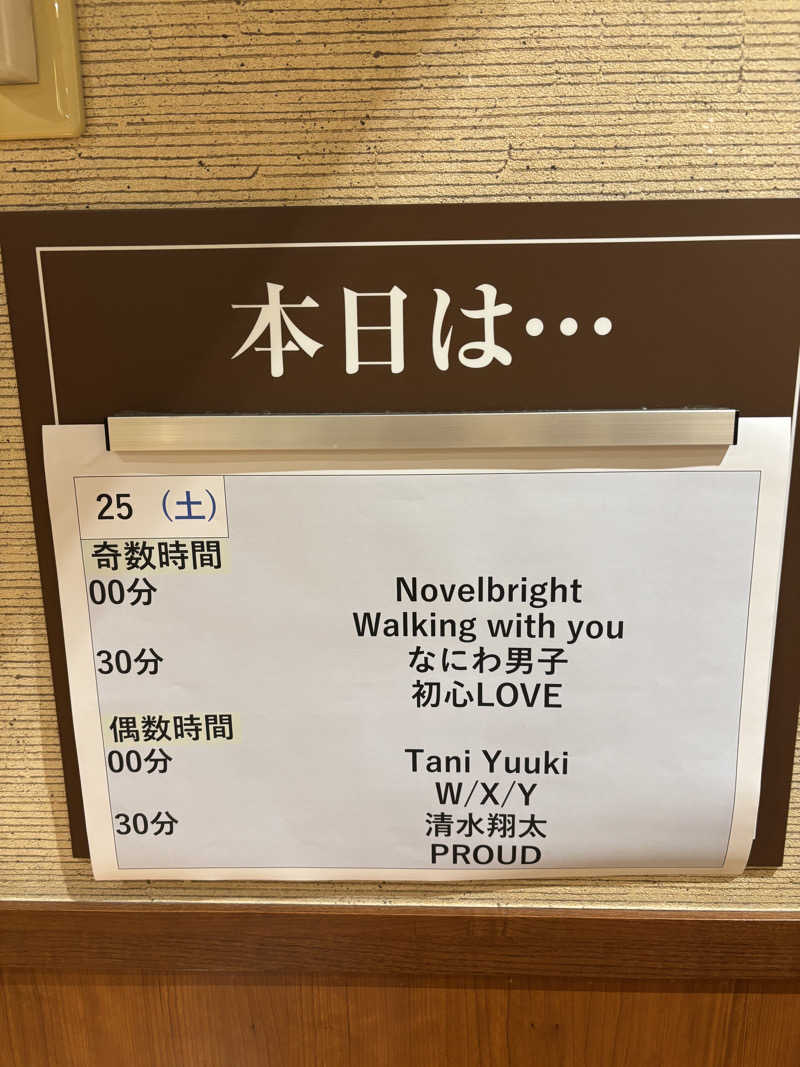 本日は…
25 (土)
奇数時間
00分 Novelbright
Walking with you
30分 なにわ男子
初心LOVE
偶数時間
00分 Tani Yuuki
W/X/Y
30分 清水翔太
PROUD